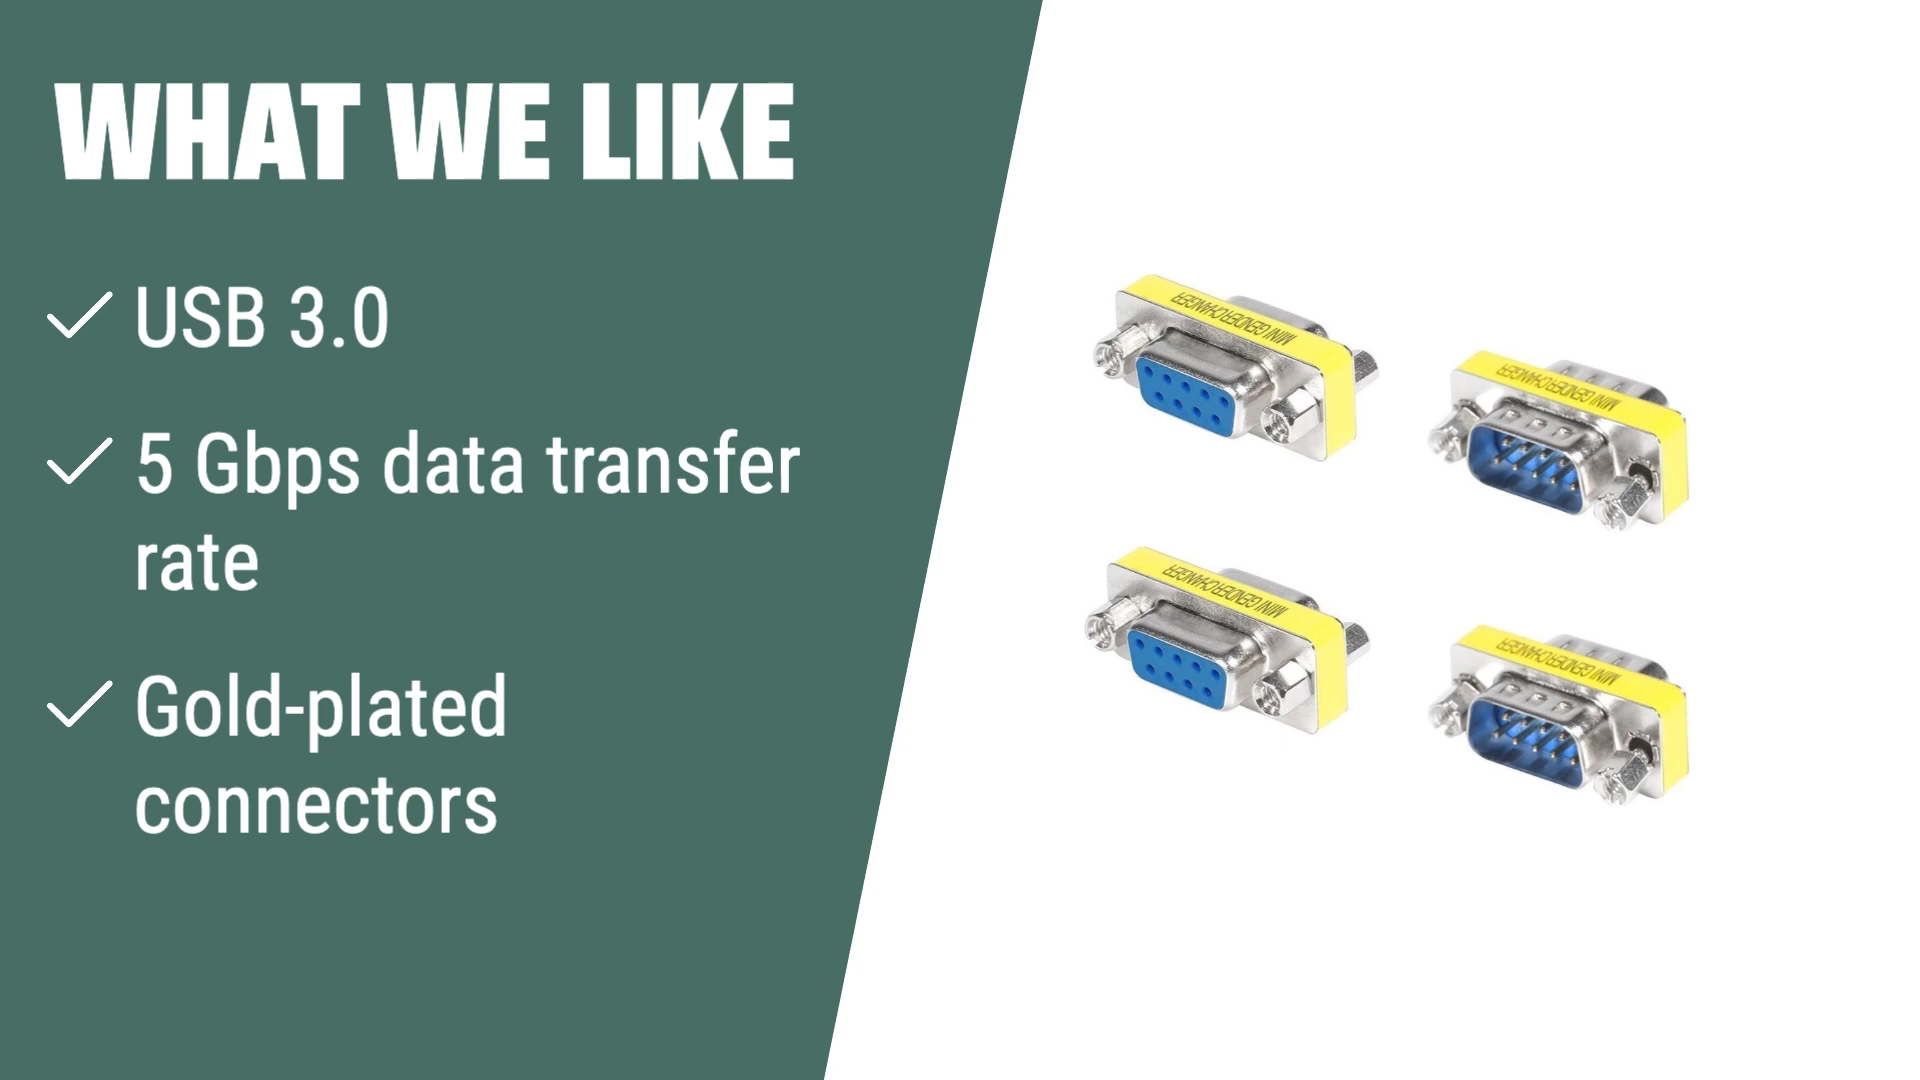 WHAT WE LIKE
USB 3.0
5 Gbps data transfer
rate
Gold-plated
connectors
MINI GENDER CHANGER
MINI GENDER CHANGER
MINI GENDER CHANGER
MINI GENDER CHANGER